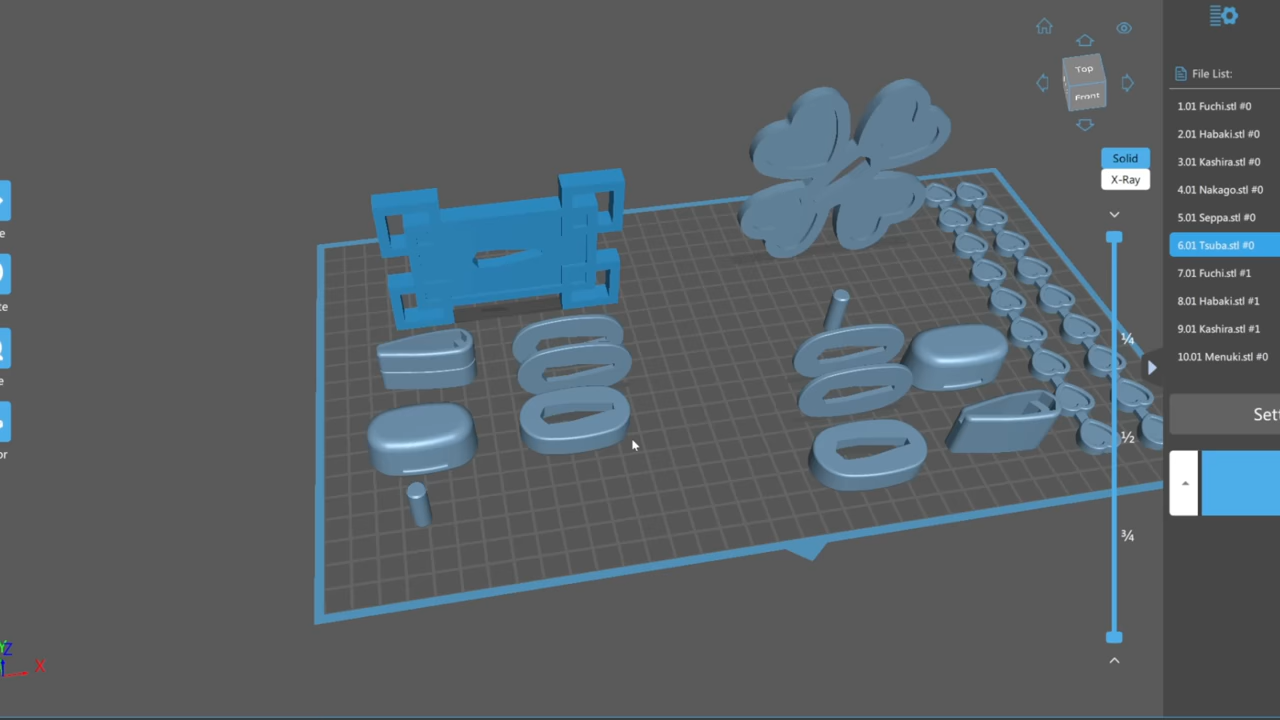 Top
Front
Solid
X-Ray
¼
½
¾
File List:
1.01 Fuchi.stl #0
2.01 Habaki.stl #0
3.01 Kashira.stl #0
4.01 Nakago.stl #0
5.01 Seppa.stl #0
6.01 Tsuba.stl #0
7.01 Fuchi.stl #1
8.01 Habaki.stl #1
9.01 Kashira.stl #1
10.01 Menuki.stl #0
Z
X